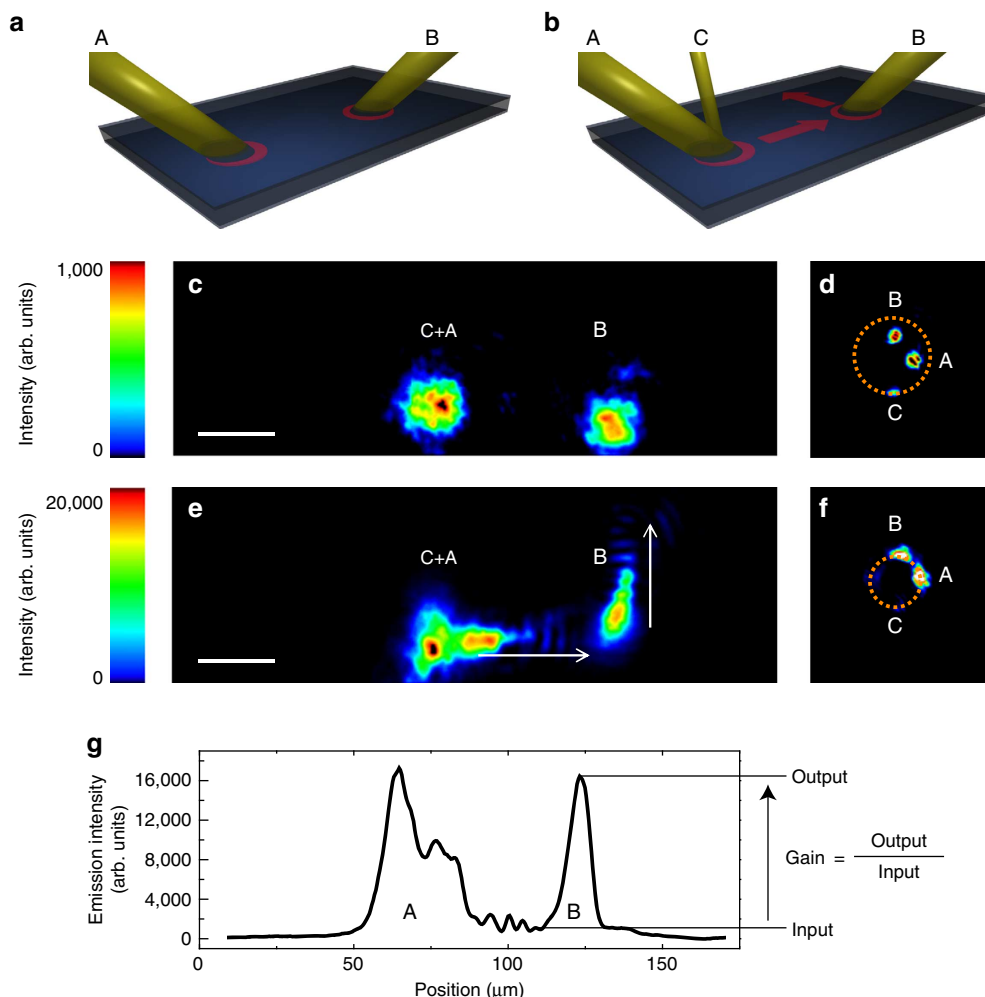 a
A
B
b
A
C
B
1,000
0
Intensity (arb. units)
c
C+A
B
d
B
A
C
20,000
0
Intensity (arb. units)
e
C+A
B
f
B
A
C
g
16,000
12,000
8,000
4,000
0
Emission intensity
(arb. units)
A
B
Output
Gain = Output
Input
Input
0
50
100
150
Position (μm)